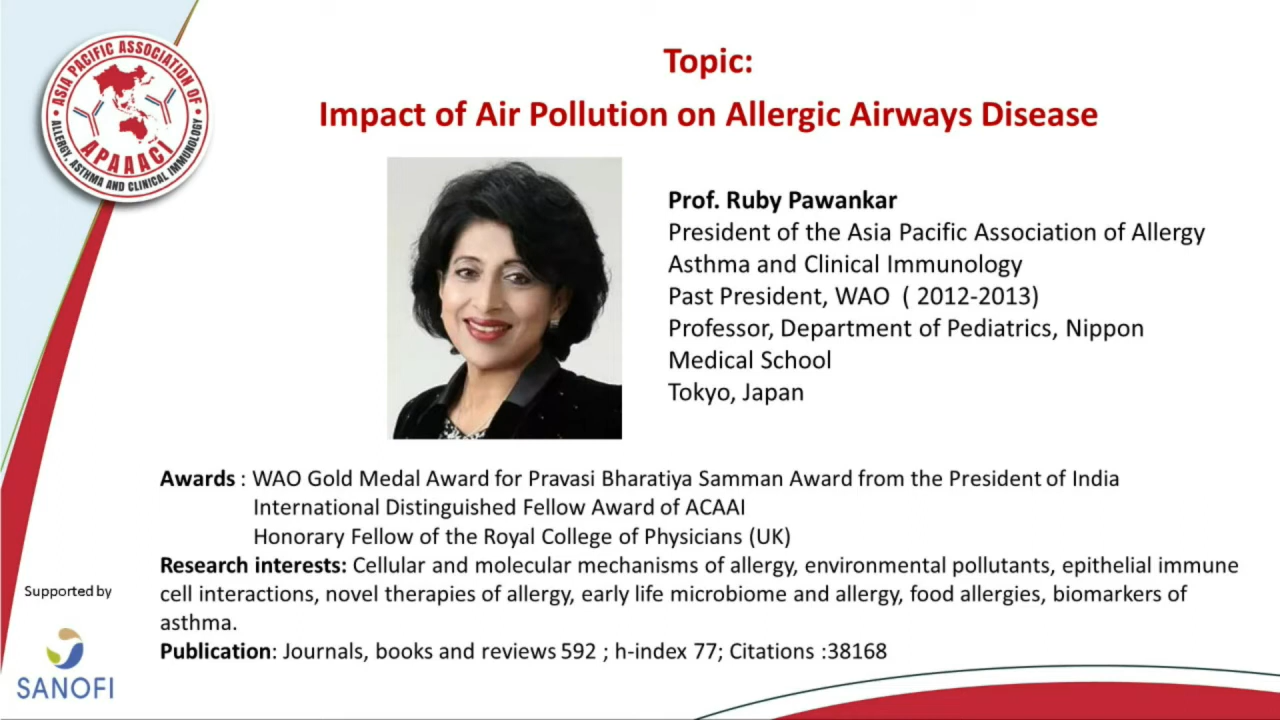 ASIA PACIFIC ASSOCIATION OF
ALLERGY, ASTHMA AND CLINICAL IMMUNOLOGY
APAAACI
Topic:
Impact of Air Pollution on Allergic Airways Disease
Prof. Ruby Pawankar
President of the Asia Pacific Association of Allergy
Asthma and Clinical Immunology
Past President, WAO ( 2012-2013)
Professor, Department of Pediatrics, Nippon
Medical School
Tokyo, Japan
Awards : WAO Gold Medal Award for Pravasi Bharatiya Samman Award from the President of India
International Distinguished Fellow Award of ACAAI
Honorary Fellow of the Royal College of Physicians (UK)
Research interests: Cellular and molecular mechanisms of allergy, environmental pollutants, epithelial immune
cell interactions, novel therapies of allergy, early life microbiome and allergy, food allergies, biomarkers of
asthma.
Publication: Journals, books and reviews 592 ; h-index 77; Citations :38168
Supported by
SANOFI